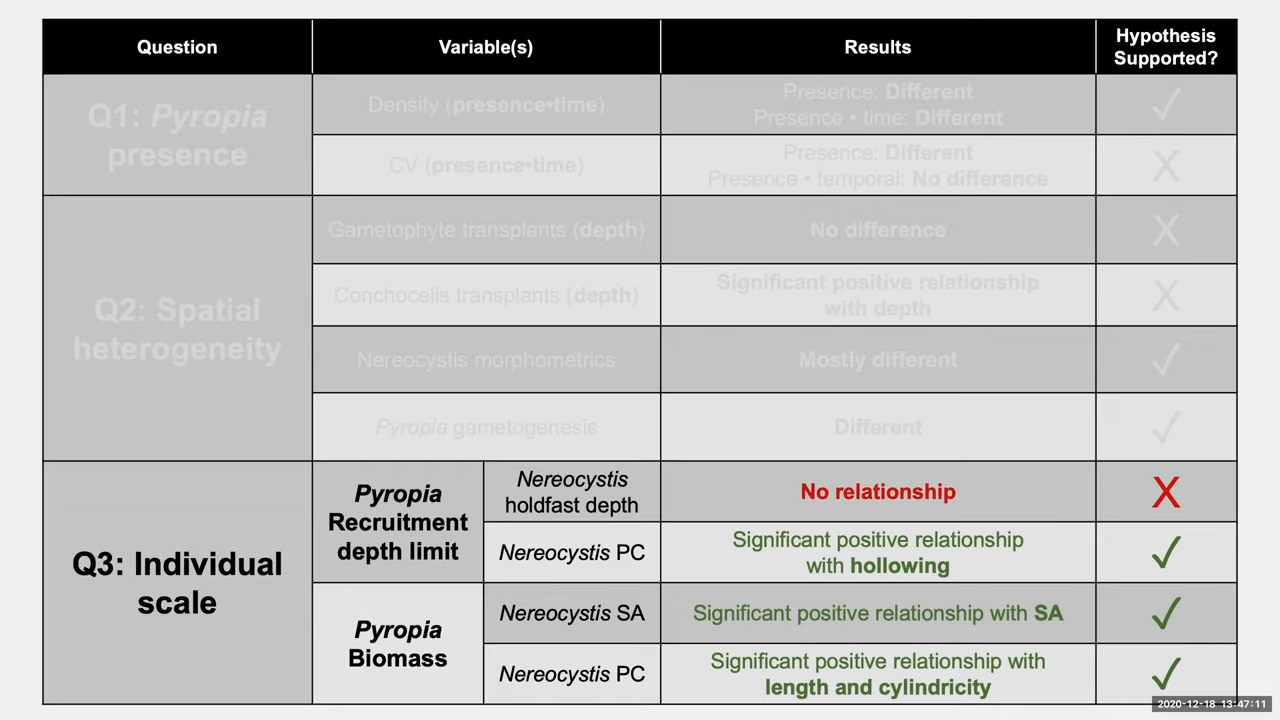 Question
Variable(s)
Results
Hypothesis
Supported?
Q1: Pyropia
presence
Density (presence•time)
Presence: Different
Presence • time: Different
✓
CV (presence•time)
Presence: Different
Presence • temporal: No difference
X
Q2: Spatial
heterogeneity
Gametophyte transplants (depth)
No difference
X
Conchocelis transplants (depth)
Significant positive relationship
with depth
X
Nereocystis morphometrics
Mostly different
✓
Pyropia gametogenesis
Different
✓
Q3: Individual
scale
Pyropia
Recruitment
depth limit
Nereocystis
holdfast depth
No relationship
X
Nereocystis PC
Significant positive relationship
with hollowing
✓
Pyropia
Biomass
Nereocystis SA
Significant positive relationship with SA
✓
Nereocystis PC
Significant positive relationship with
length and cylindricity
✓
2020-12-18 13:47:11